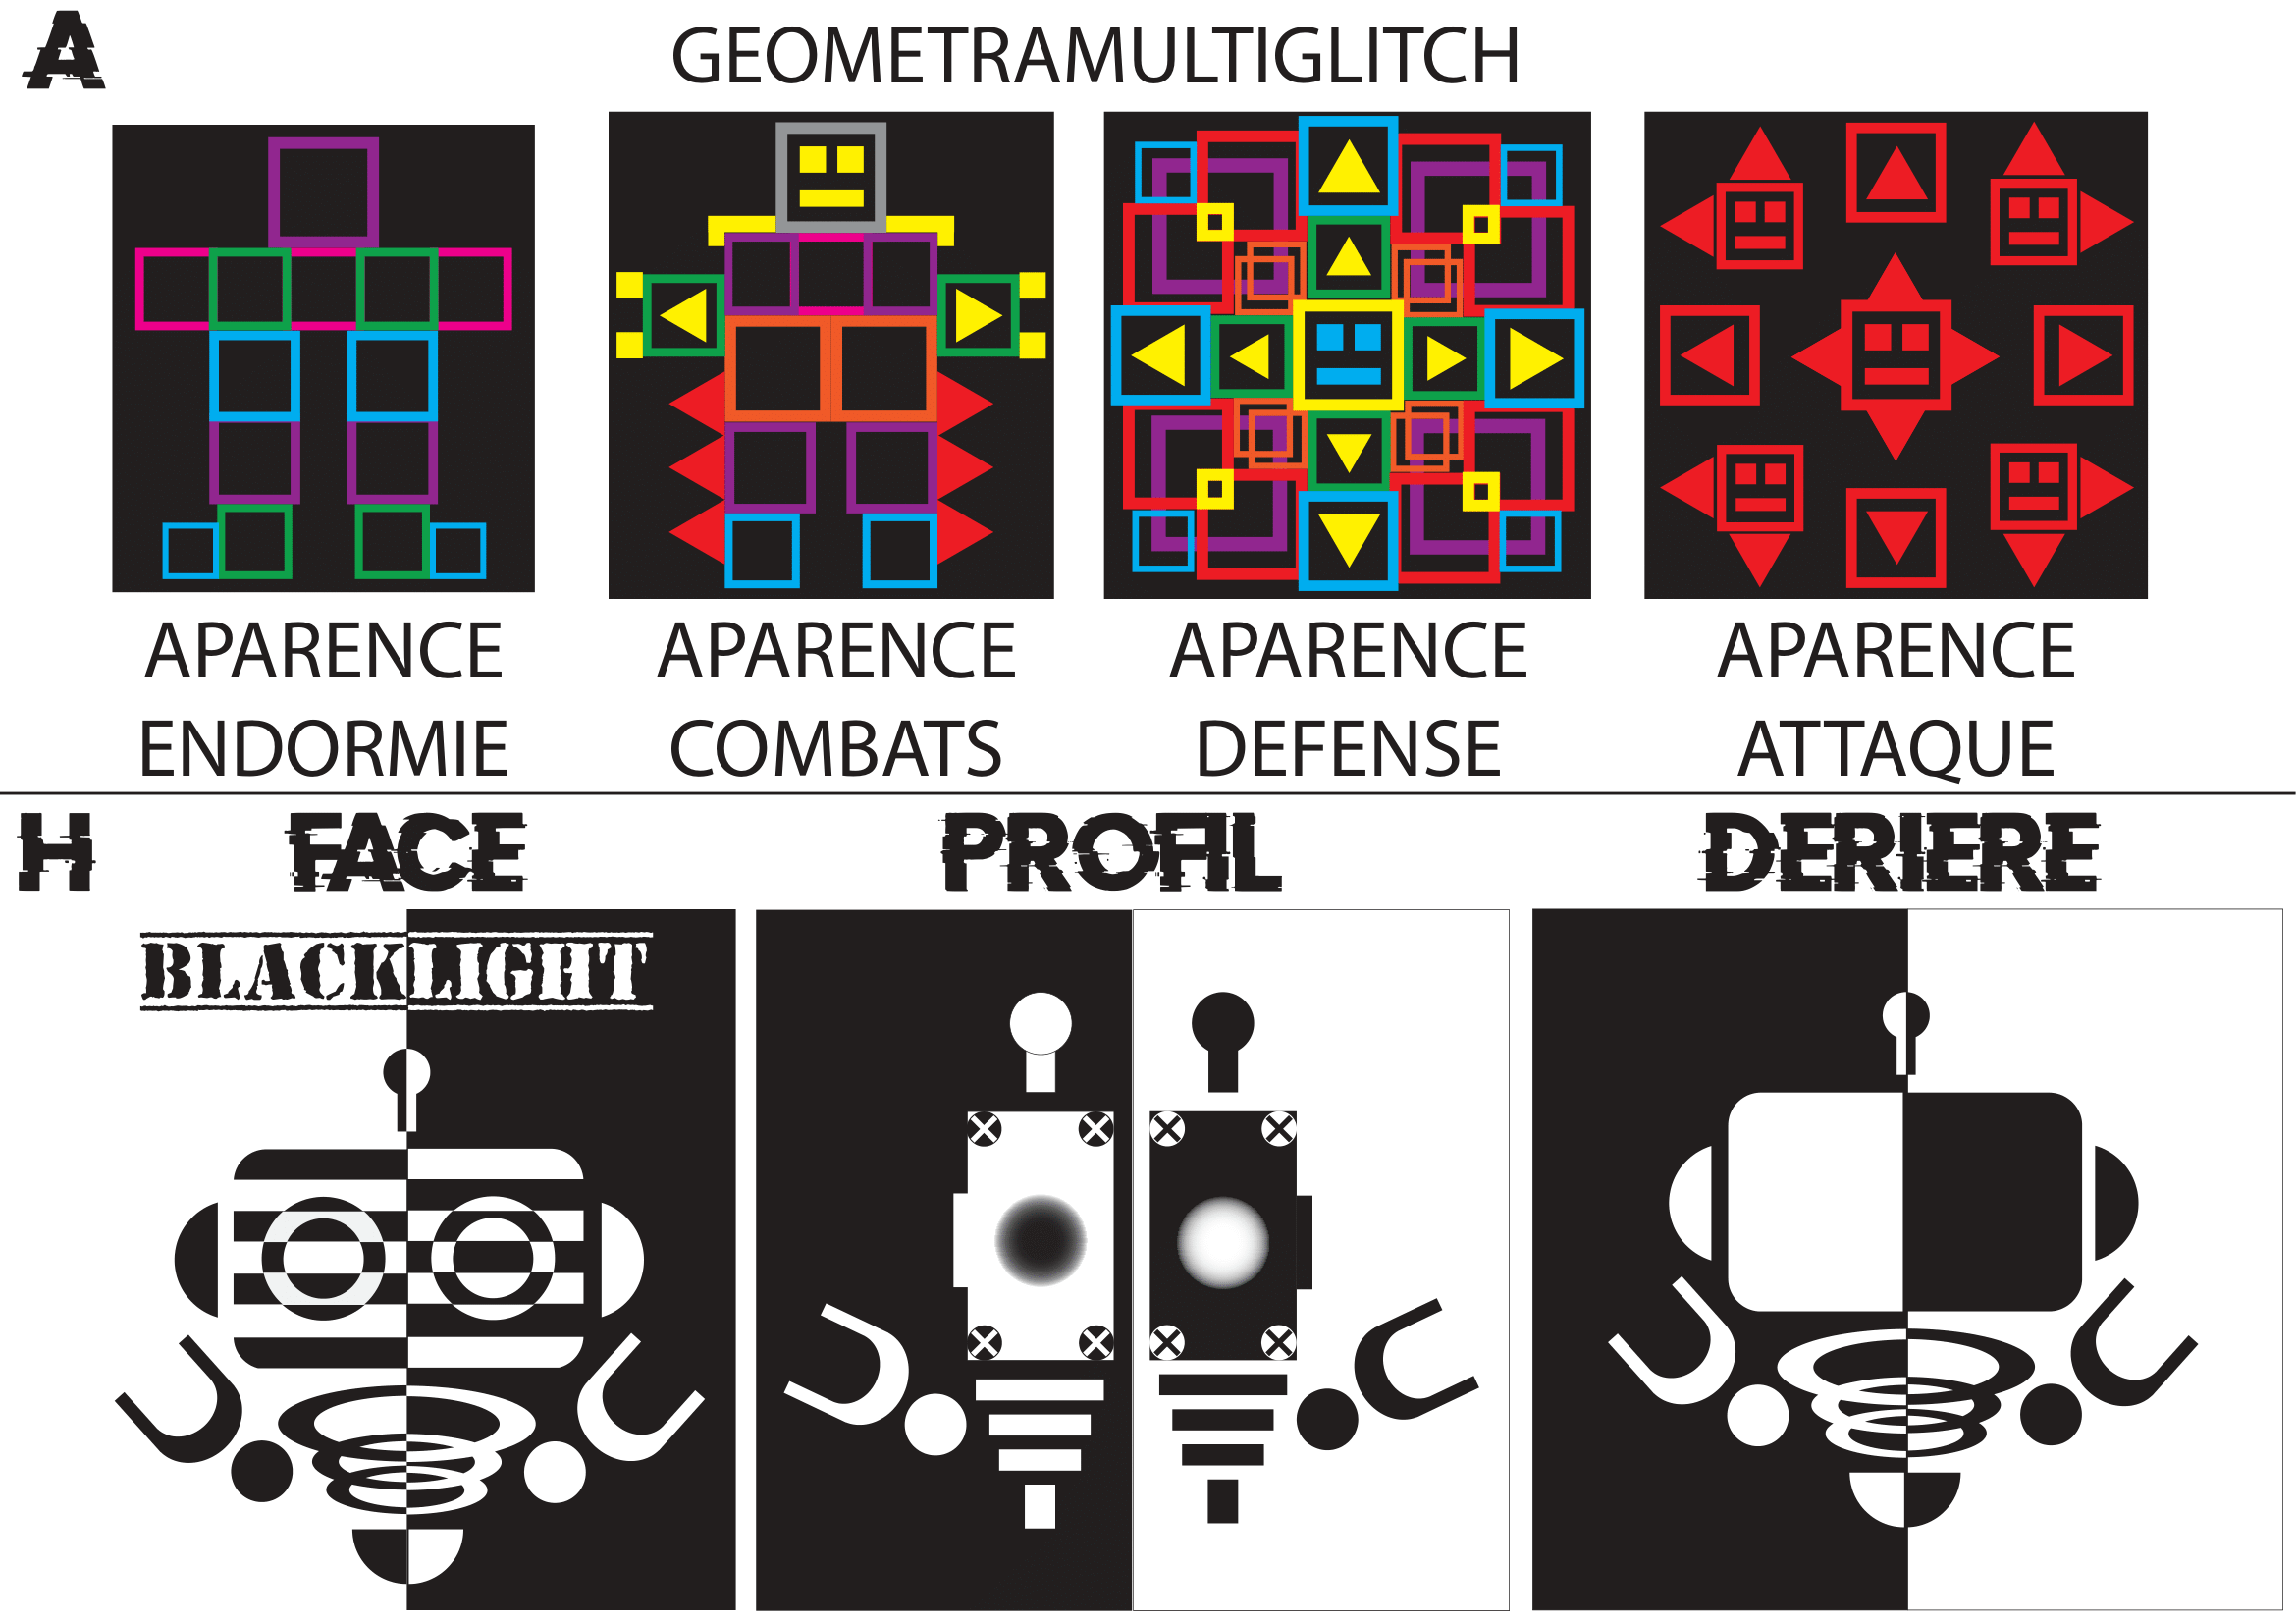 A
GEOMETRAMULTIGLITCH
APARENCE
ENDORMIE
APARENCE
COMBATS
APARENCE
DEFENSE
APARENCE
ATTAQUE
H
FACE
PROFIL
DERIERE
BLACKLIGHT